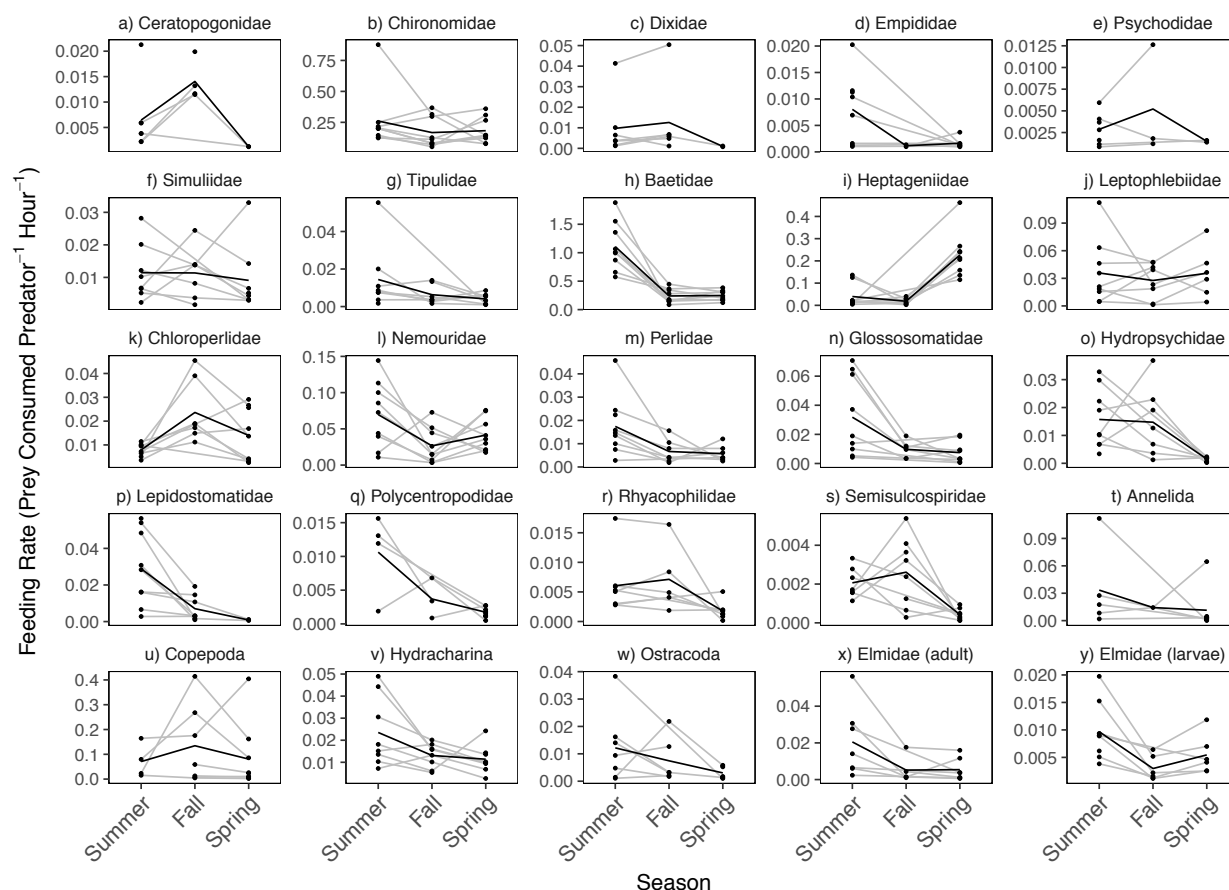 Feeding Rate (Prey Consumed Predator⁻¹ Hour⁻¹)
a) Ceratopogonidae
0.020
0.015
0.010
0.005
b) Chironomidae
0.75
0.50
0.25
c) Dixidae
0.05
0.04
0.03
0.02
0.01
0.00
d) Empididae
0.020
0.015
0.010
0.005
0.000
e) Psychodidae
0.0125
0.0100
0.0050
0.0025
f) Simuliidae
0.03
0.02
0.01
g) Tipulidae
0.04
0.02
0.00
h) Baetidae
1.5
1.0
0.5
0.0
i) Heptageniidae
0.4
0.3
0.2
0.1
0.0
j) Leptophlebiidae
0.09
0.06
0.03
0.00
k) Chloroperlidae
0.04
0.03
0.02
0.01
l) Nemouridae
0.15
0.10
0.05
0.00
m) Perlidae
0.04
0.03
0.02
0.01
0.00
n) Glossosomatidae
0.06
0.04
0.02
0.00
o) Hydropsychidae
0.03
0.02
0.01
0.00
p) Lepidostomatidae
0.04
0.02
0.00
q) Polycentropodidae
0.015
0.010
0.005
0.000
r) Rhyacophilidae
0.015
0.010
0.005
0.000
s) Semisulcospiridae
0.004
0.002
0.000
t) Annelida
0.09
0.06
0.03
0.00
u) Copepoda
0.4
0.3
0.2
0.1
0.0
v) Hydracharina
0.05
0.04
0.03
0.02
0.01
w) Ostracoda
0.04
0.03
0.02
0.01
0.00
x) Elmidae (adult)
0.04
0.02
0.00
y) Elmidae (larvae)
0.020
0.015
0.010
0.005
Summer
Fall
Spring
Summer
Fall
Spring
Summer
Fall
Spring
Summer
Fall
Spring
Summer
Fall
Spring
Season